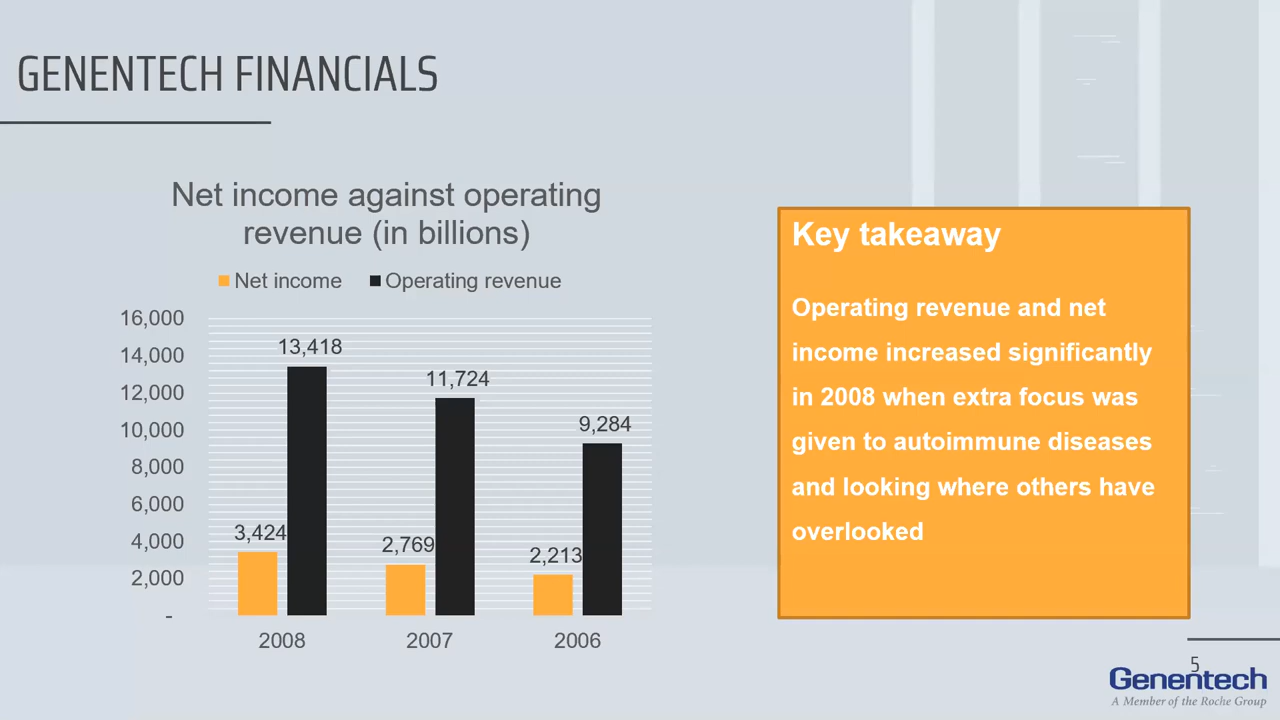 GENENTECH FINANCIALS
Net income against operating
revenue (in billions)
Net income Operating revenue
16,000
14,000
12,000
10,000
8,000
6,000
4,000
2,000
-
13,418
11,724
9,284
3,424
2,769
2,213
2008 2007 2006
Key takeaway
Operating revenue and net
income increased significantly
in 2008 when extra focus was
given to autoimmune diseases
and looking where others have
overlooked
5
Genentech
A Member of the Roche Group